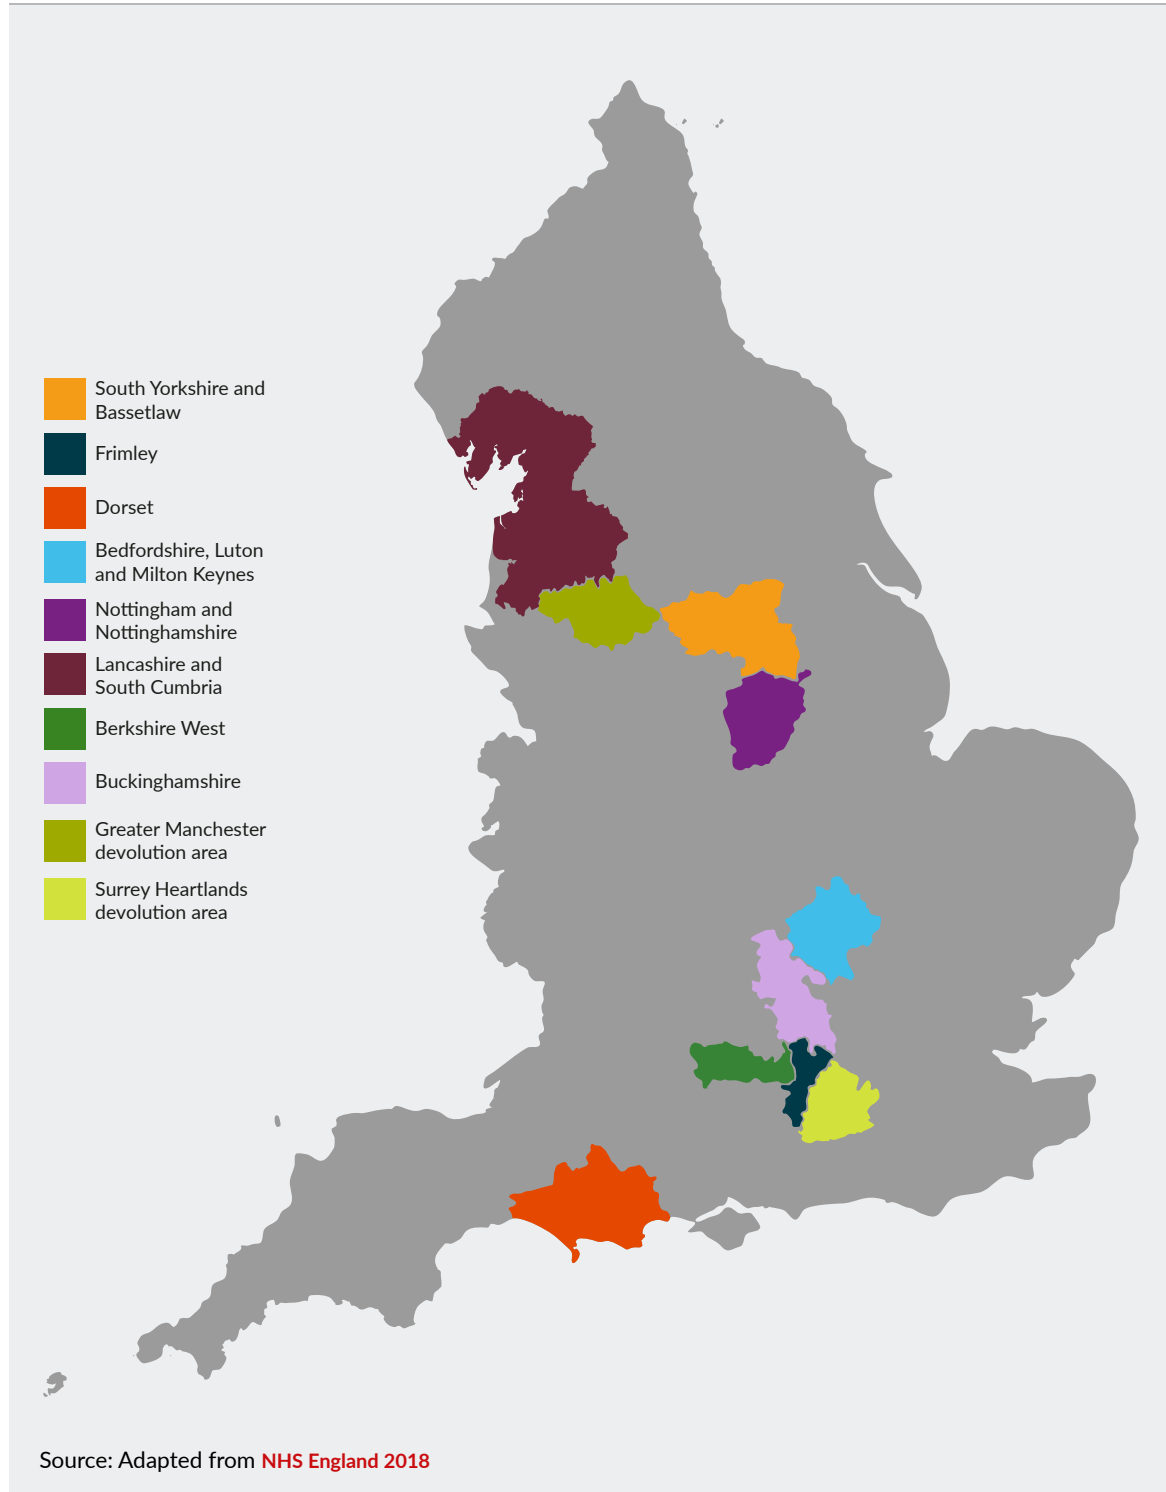 South Yorkshire and
Bassetlaw
Frimley
Dorset
Bedfordshire, Luton
and Milton Keynes
Nottingham and
Nottinghamshire
Lancashire and
South Cumbria
Berkshire West
Buckinghamshire
Greater Manchester
devolution area
Surrey Heartlands
devolution area
Source: Adapted from NHS England 2018